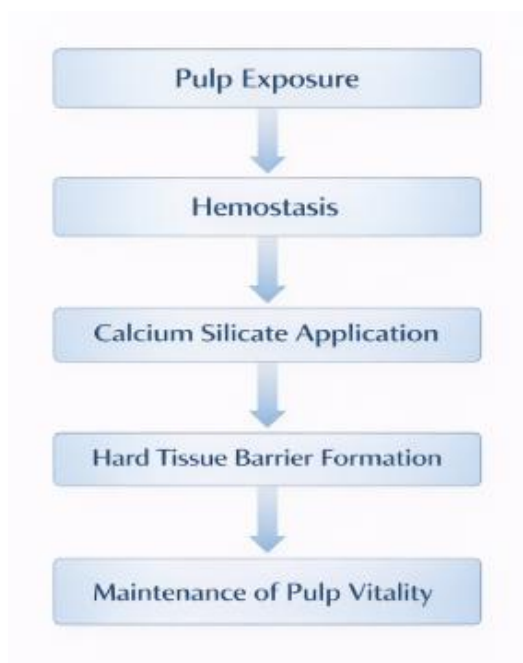 Pulp Exposure
Hemostasis
Calcium Silicate Application
Hard Tissue Barrier Formation
Maintenance of Pulp Vitality